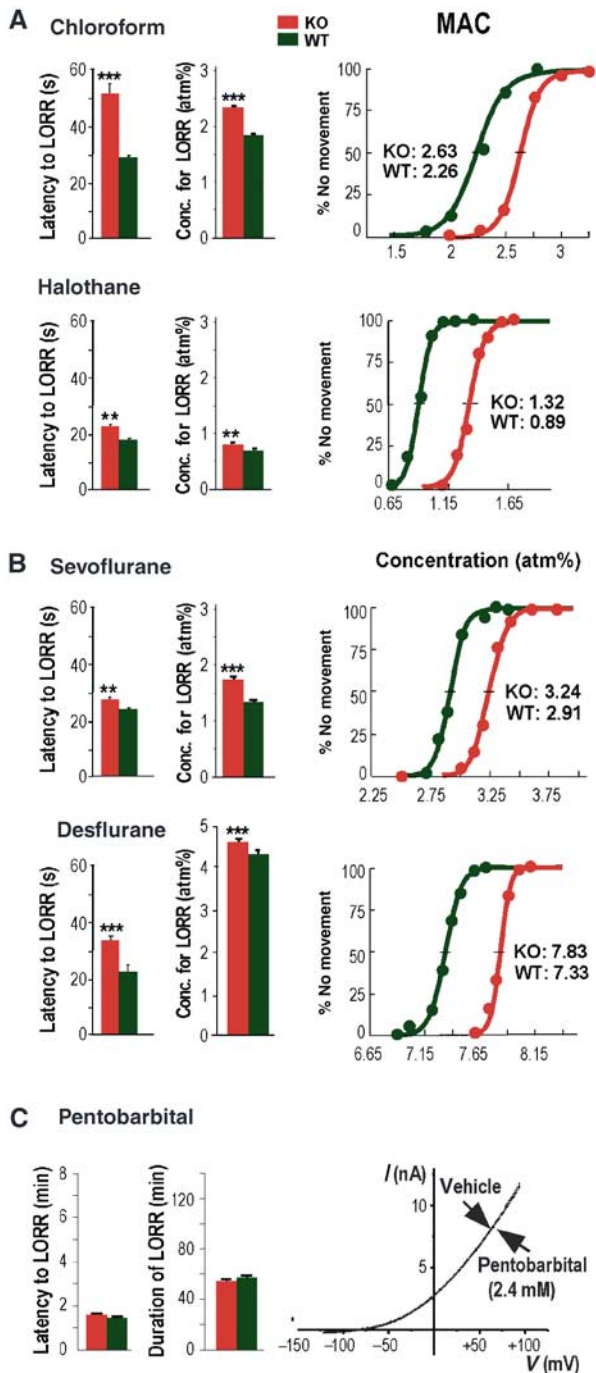 A
Chloroform
KO
WT
MAC
Latency to LORR (s)
60
40
20
0
***
Conc. for LORR (atm%)
3
2
1
0
***
% No movement
100
75
50
25
0
KO: 2.63
WT: 2.26
1.5 2 2.5 3
Halothane
Latency to LORR (s)
60
40
20
0
**
Conc. for LORR (atm%)
3
2
1
0
**
% No movement
100
75
50
25
0
KO: 1.32
WT: 0.89
0.65 1.15 1.65
B
Sevoflurane
Concentration (atm%)
Latency to LORR (s)
60
40
20
0
**
Conc. for LORR (atm%)
3
2
1
0
***
% No movement
100
75
50
25
0
KO: 3.24
WT: 2.91
2.25 2.75 3.25 3.75
Desflurane
Latency to LORR (s)
60
40
20
0
***
Conc. for LORR (atm%)
5
4
4
2
1
0
***
% No movement
100
75
50
25
0
KO: 7.83
WT: 7.33
6.65 7.15 7.65 8.15
C
Pentobarbital
Latency to LORR (min)
8
6
4
2
0
Duration of LORR (min)
120
80
40
0
I (nA)
10
5
Vehicle
Pentobarbital
(2.4 mM)
–150 –100 –50 +50 +100
V (mV)